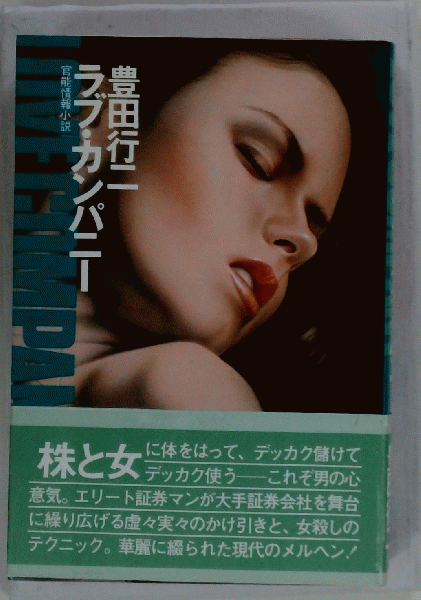 豊田行二
ラブ・カンパニー
官能情報小説
LOVE COMPAN
株と女に体をはって、デッカク儲けて
デッカク使う――これぞ男の心
意気。エリート証券マンが大手証券会社を舞台
に繰り広げる虚々実々のかけ引きと、女殺しの
テクニック。華麗に綴られた現代のメルヘン!